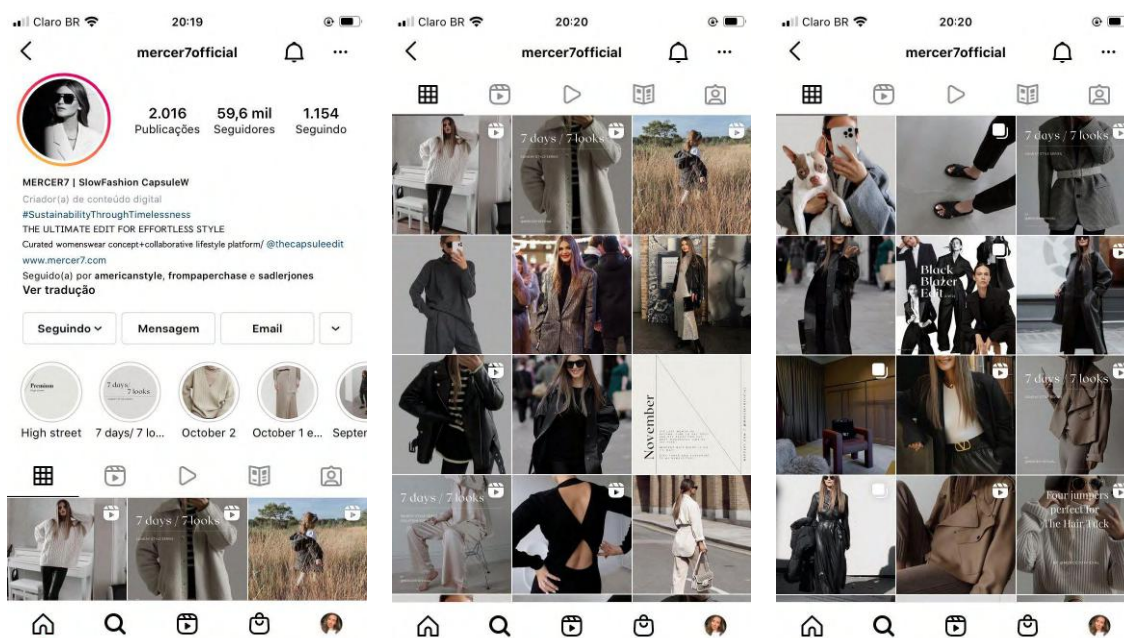 Claro BR 20:19
mercer7official
2.016 59,6 mil 1.154
Publicações Seguidores Seguindo
MERCER7 | SlowFashion CapsuleW
Criador(a) de conteúdo digital
#SustainabilityThroughTimelessness
THE ULTIMATE EDIT FOR EFFORTLESS STYLE
Curated womenswear concept+collaborative lifestyle platform/ @thecapsuleedit
www.mercer7.com
Seguido(a) por americanstyle, frompaperchase e sadlerjones
Ver tradução
Seguindo Mensagem Email
Premium
7 days/
7 looks
High street 7 days/ 7 lo... October 2 October 1 e... Septer
7 days / 7 looks
Claro BR 20:20
mercer7official
7 days / 7 looks
November
7 days / 7 looks
Claro BR 20:20
mercer7official
7 days / 7 looks
Black
Blazer
Edit
7 days / 7 looks
Four jumpers
perfect for
The Hair Tuck